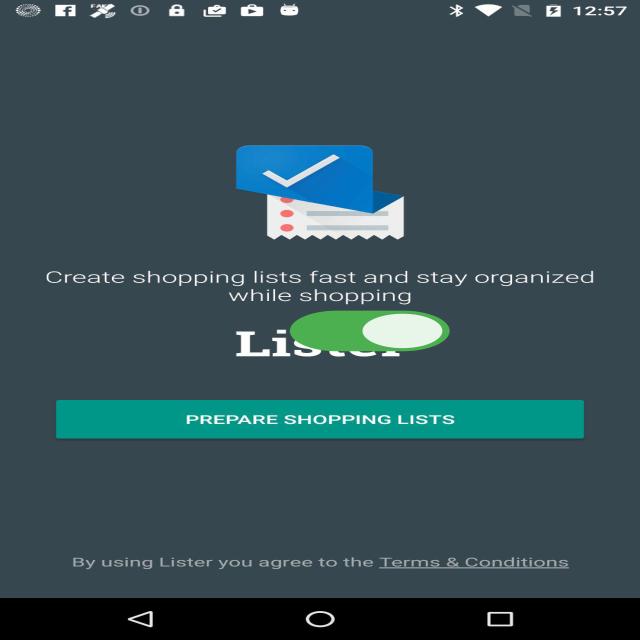 12:57
Create shopping lists fast and stay organized
while shopping
PREPARE SHOPPING LISTS
By using Lister you agree to the Terms & Conditions